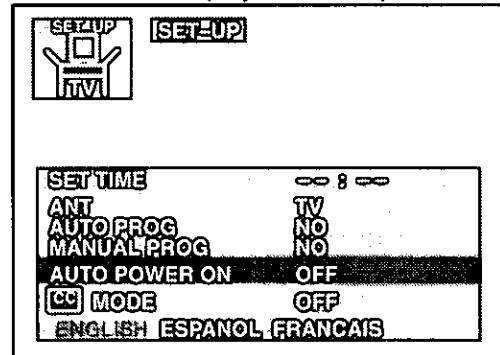 SET-UP
SET-UP
TV
SET TIME -- : --
ANT TV
AUTO PROG NO
MANUAL PROG NO
AUTO POWER ON OFF
CC MODE OFF
ENGLISH ESPANOL FRANCAIS